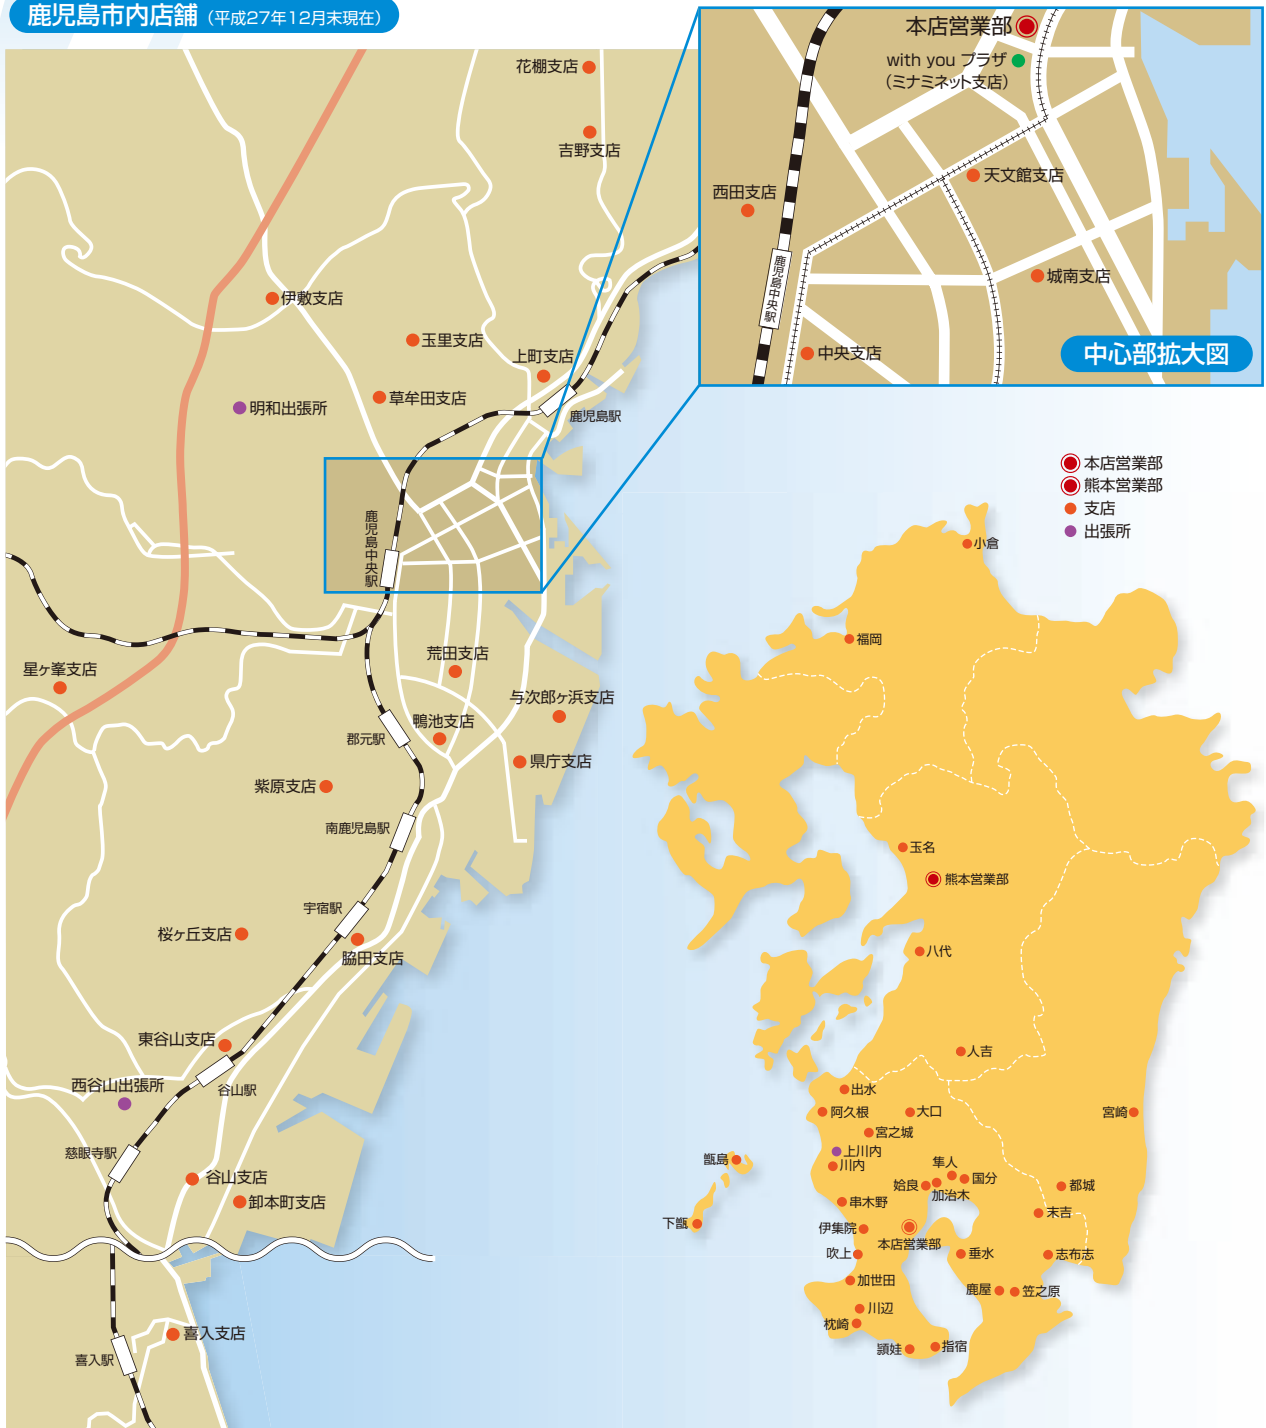 鹿児島市内店舗（平成27年12月末現在）
本店営業部
with you プラザ
（ミナミネット支店）
天文館支店
西田支店
鹿児島中央駅
城南支店
中央支店
中心部拡大図
花棚支店
吉野支店
伊敷支店
玉里支店
上町支店
草牟田支店
明和出張所
鹿児島駅
鹿児島中央駅
荒田支店
星ヶ峯支店
与次郎ヶ浜支店
鴨池支店
郡元駅
県庁支店
紫原支店
南鹿児島駅
宇宿駅
桜ヶ丘支店
脇田支店
東谷山支店
西谷山出張所
谷山駅
慈眼寺駅
谷山支店
卸本町支店
喜入支店
喜入駅
本店営業部
熊本営業部
支店
出張所
小倉
福岡
玉名
熊本営業部
八代
人吉
出水
阿久根
大口
宮崎
宮之城
上川内
川内
甑島
隼人
姶良
加治木
国分
都城
串木野
末吉
下甑
伊集院
本店営業部
吹上
垂水
志布志
加世田
鹿屋
笠之原
川辺
枕崎
頴娃
指宿